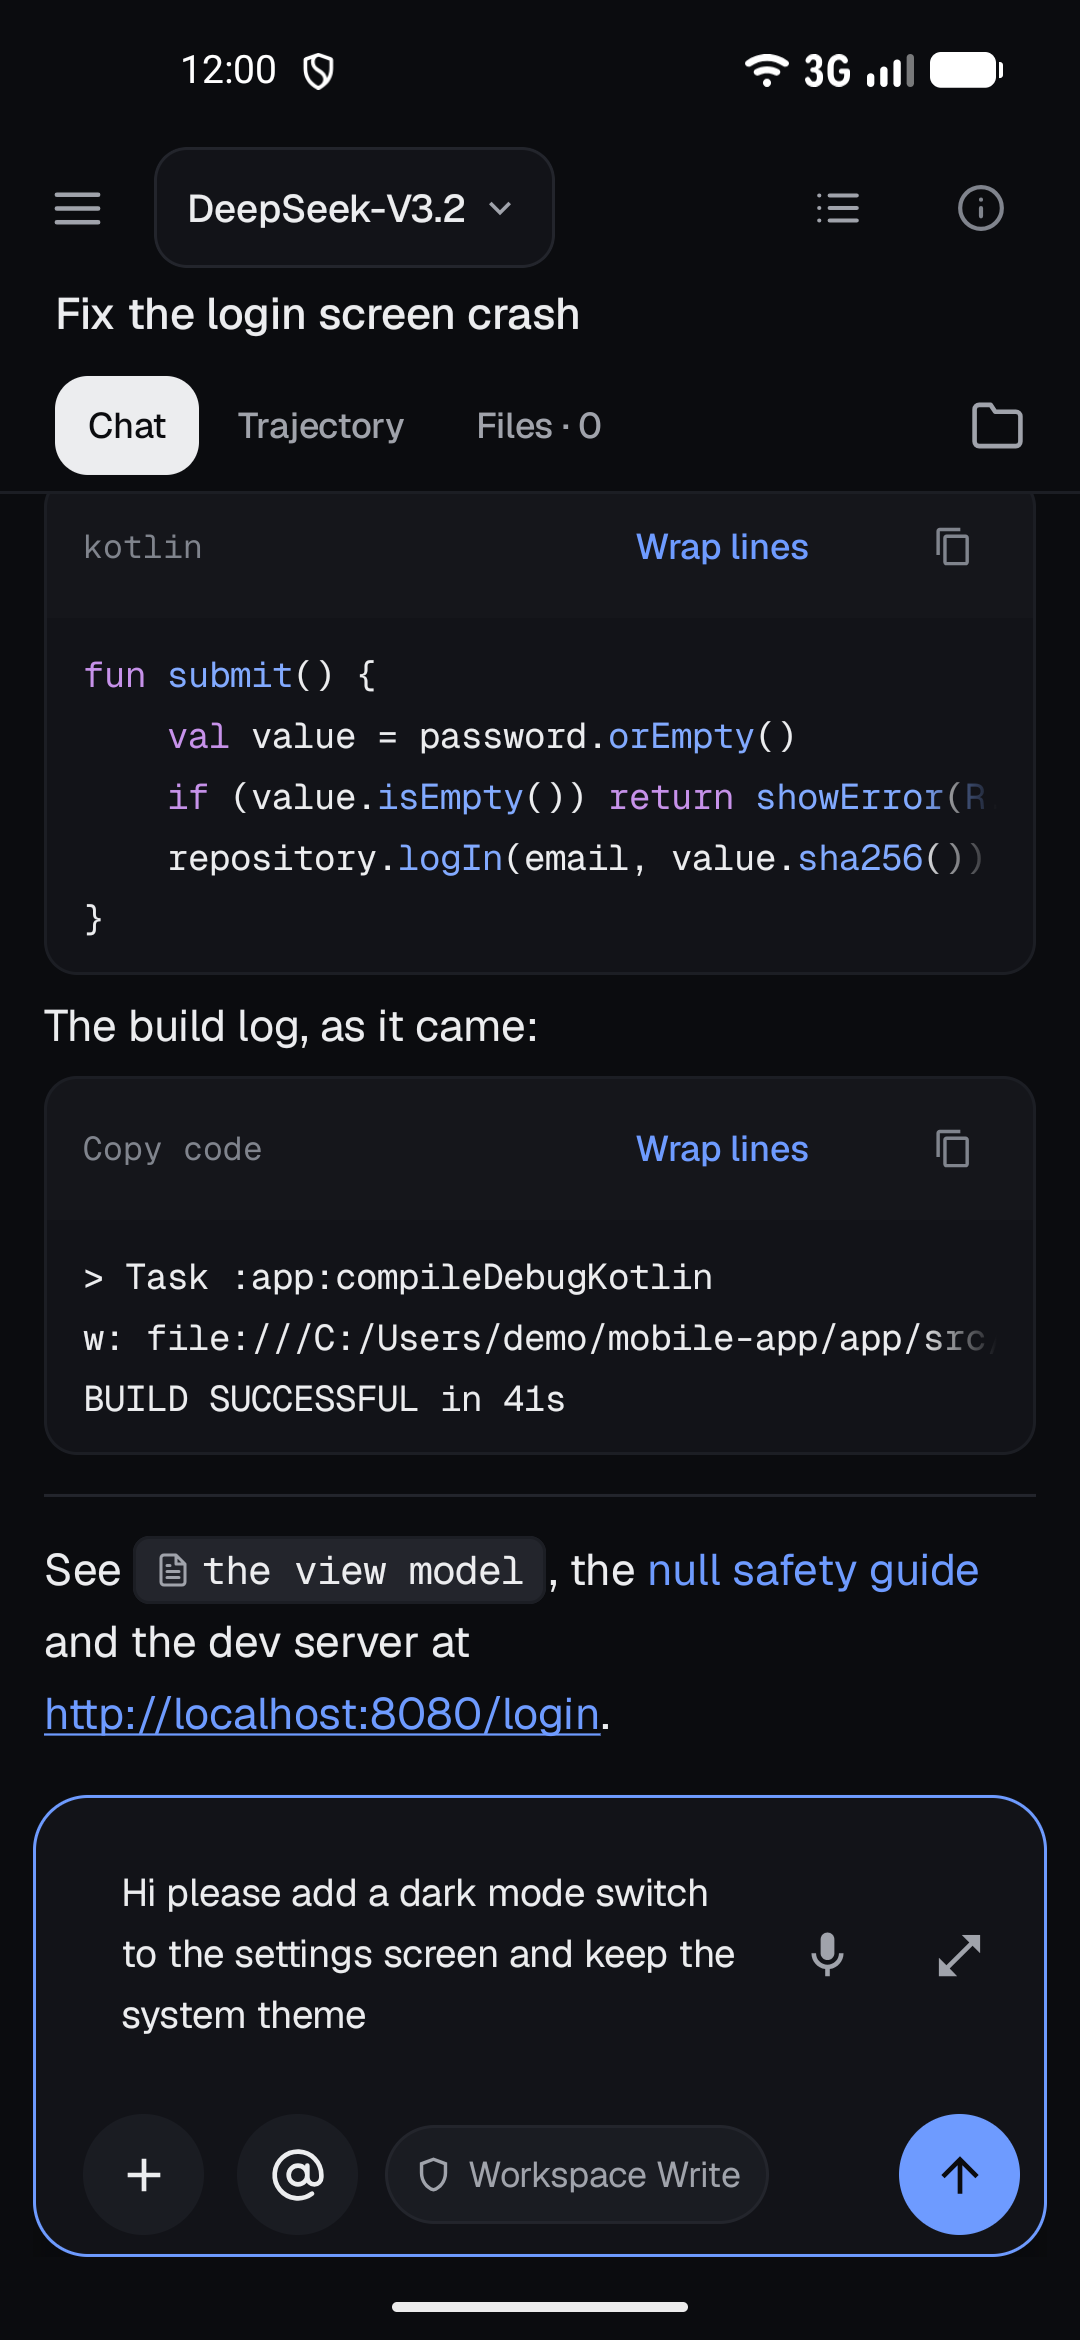 12:00
3G
DeepSeek-V3.2
Fix the login screen crash
Chat
Trajectory
Files · 0
kotlin
Wrap lines
fun submit() {
    val value = password.orEmpty()
    if (value.isEmpty()) return showError(R.
    repository.logIn(email, value.sha256())
}
The build log, as it came:
Copy code
Wrap lines
> Task :app:compileDebugKotlin
w: file:///C:/Users/demo/mobile-app/app/src/
BUILD SUCCESSFUL in 41s
See the view model, the null safety guide
and the dev server at
http://localhost:8080/login.
Hi please add a dark mode switch
to the settings screen and keep the
system theme
Workspace Write